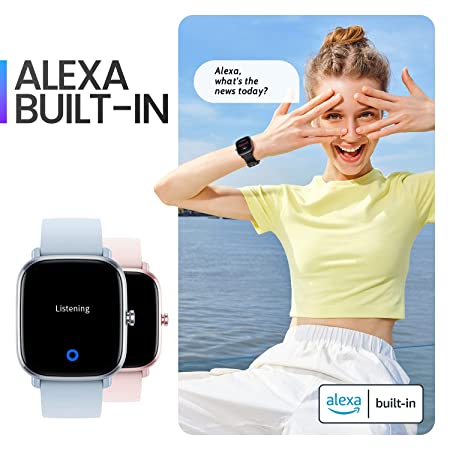 ALEXA
BUILT-IN
Alexa,
what's the
news today?
Listening
alexa
built-in